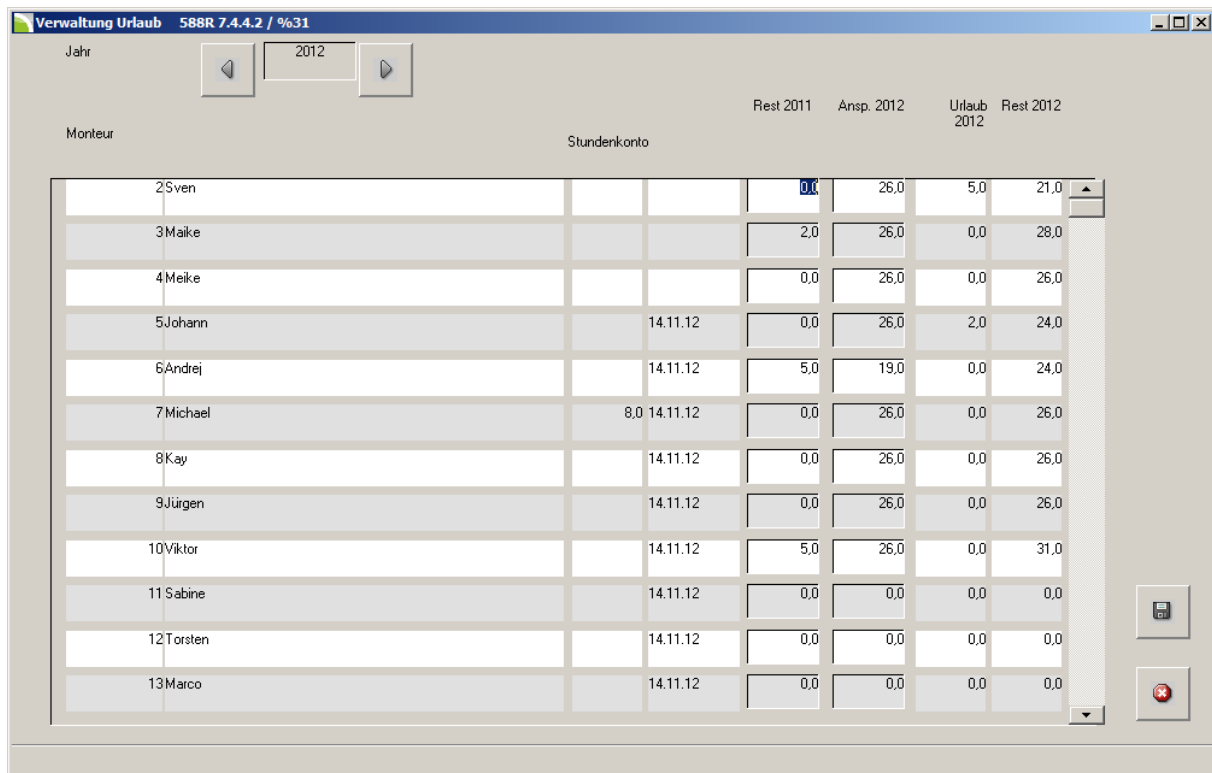 Verwaltung Urlaub 588R 7.4.4.2 / %31
Jahr 2012
Rest 2011 Ansp. 2012 Urlaub 2012 Rest 2012
Monteur Stundenkonto
2 Sven 0,0 26,0 5,0 21,0
3 Maike 2,0 26,0 0,0 28,0
4 Meike 0,0 26,0 0,0 26,0
5 Johann 14.11.12 0,0 26,0 2,0 24,0
6 Andrej 14.11.12 5,0 19,0 0,0 24,0
7 Michael 8,0 14.11.12 0,0 26,0 0,0 26,0
8 Kay 14.11.12 0,0 26,0 0,0 26,0
9 Jürgen 14.11.12 0,0 26,0 0,0 26,0
10 Viktor 14.11.12 5,0 26,0 0,0 31,0
11 Sabine 14.11.12 0,0 0,0 0,0 0,0
12 Torsten 14.11.12 0,0 0,0 0,0 0,0
13 Marco 14.11.12 0,0 0,0 0,0 0,0